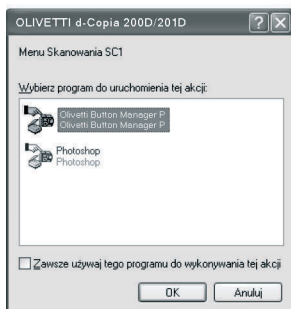 OLIVETTI d-Copia 200D/201D
Menu Skanowania SC1
Wybierz program do uruchomienia tej akcji:
Olivetti Button Manager P
Olivetti Button Manager P
Photoshop
Photoshop
Zawsze używaj tego programu do wykonywania tej akcji
OK
Anuluj